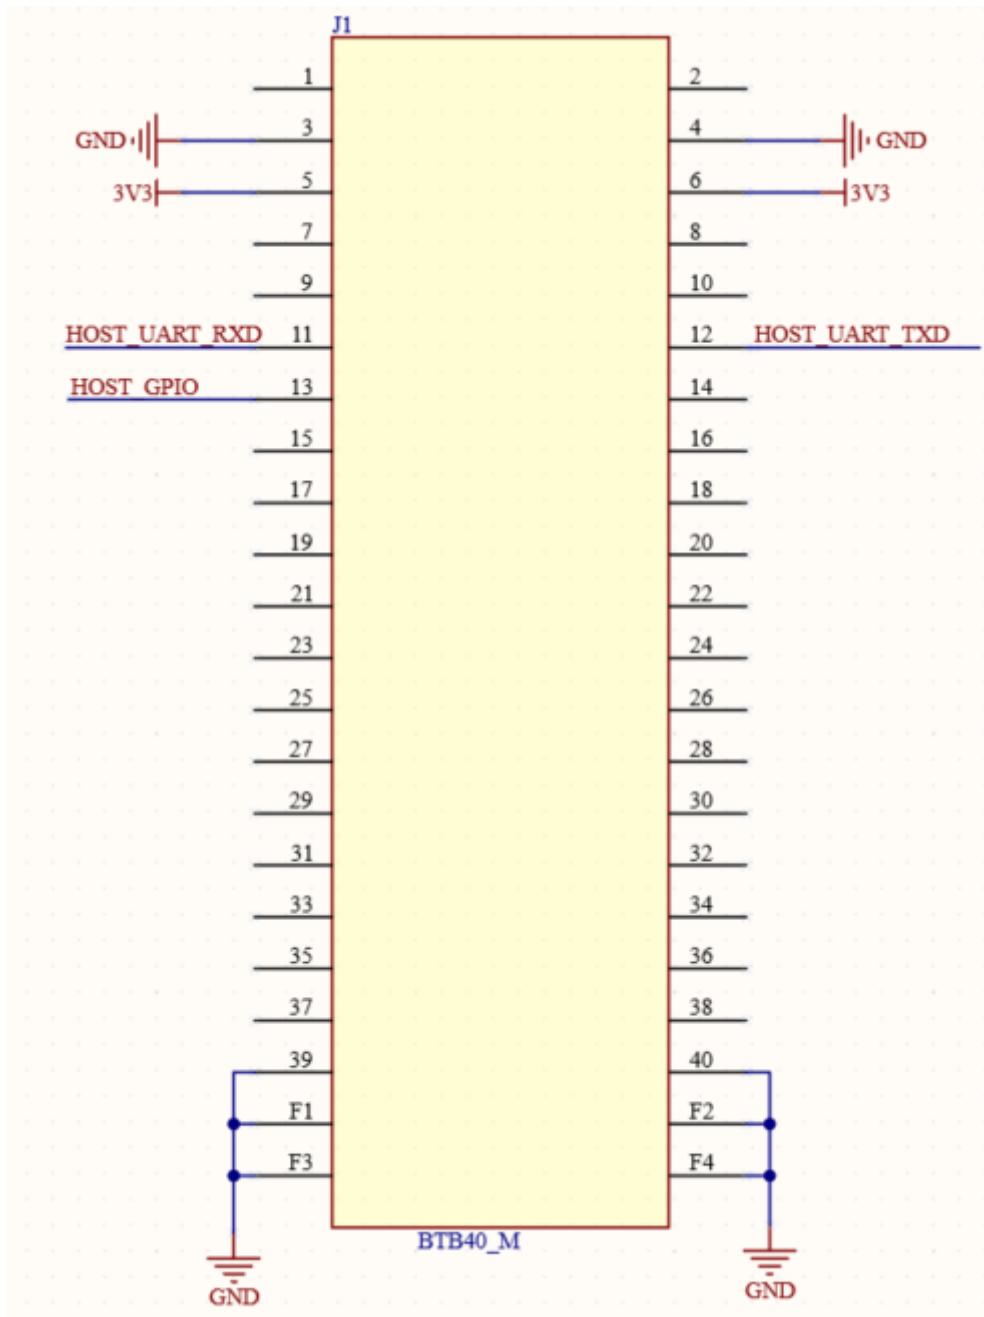 J1
1 2
GND 3 4 GND
3V3 5 6 3V3
7 8
9 10
HOST_UART_RXD 11 12 HOST_UART_TXD
HOST_GPIO 13 14
15 16
17 18
19 20
21 22
23 24
25 26
27 28
29 30
31 32
33 34
35 36
37 38
39 40
F1 F2
F3 F4
BTB40_M
GND GND